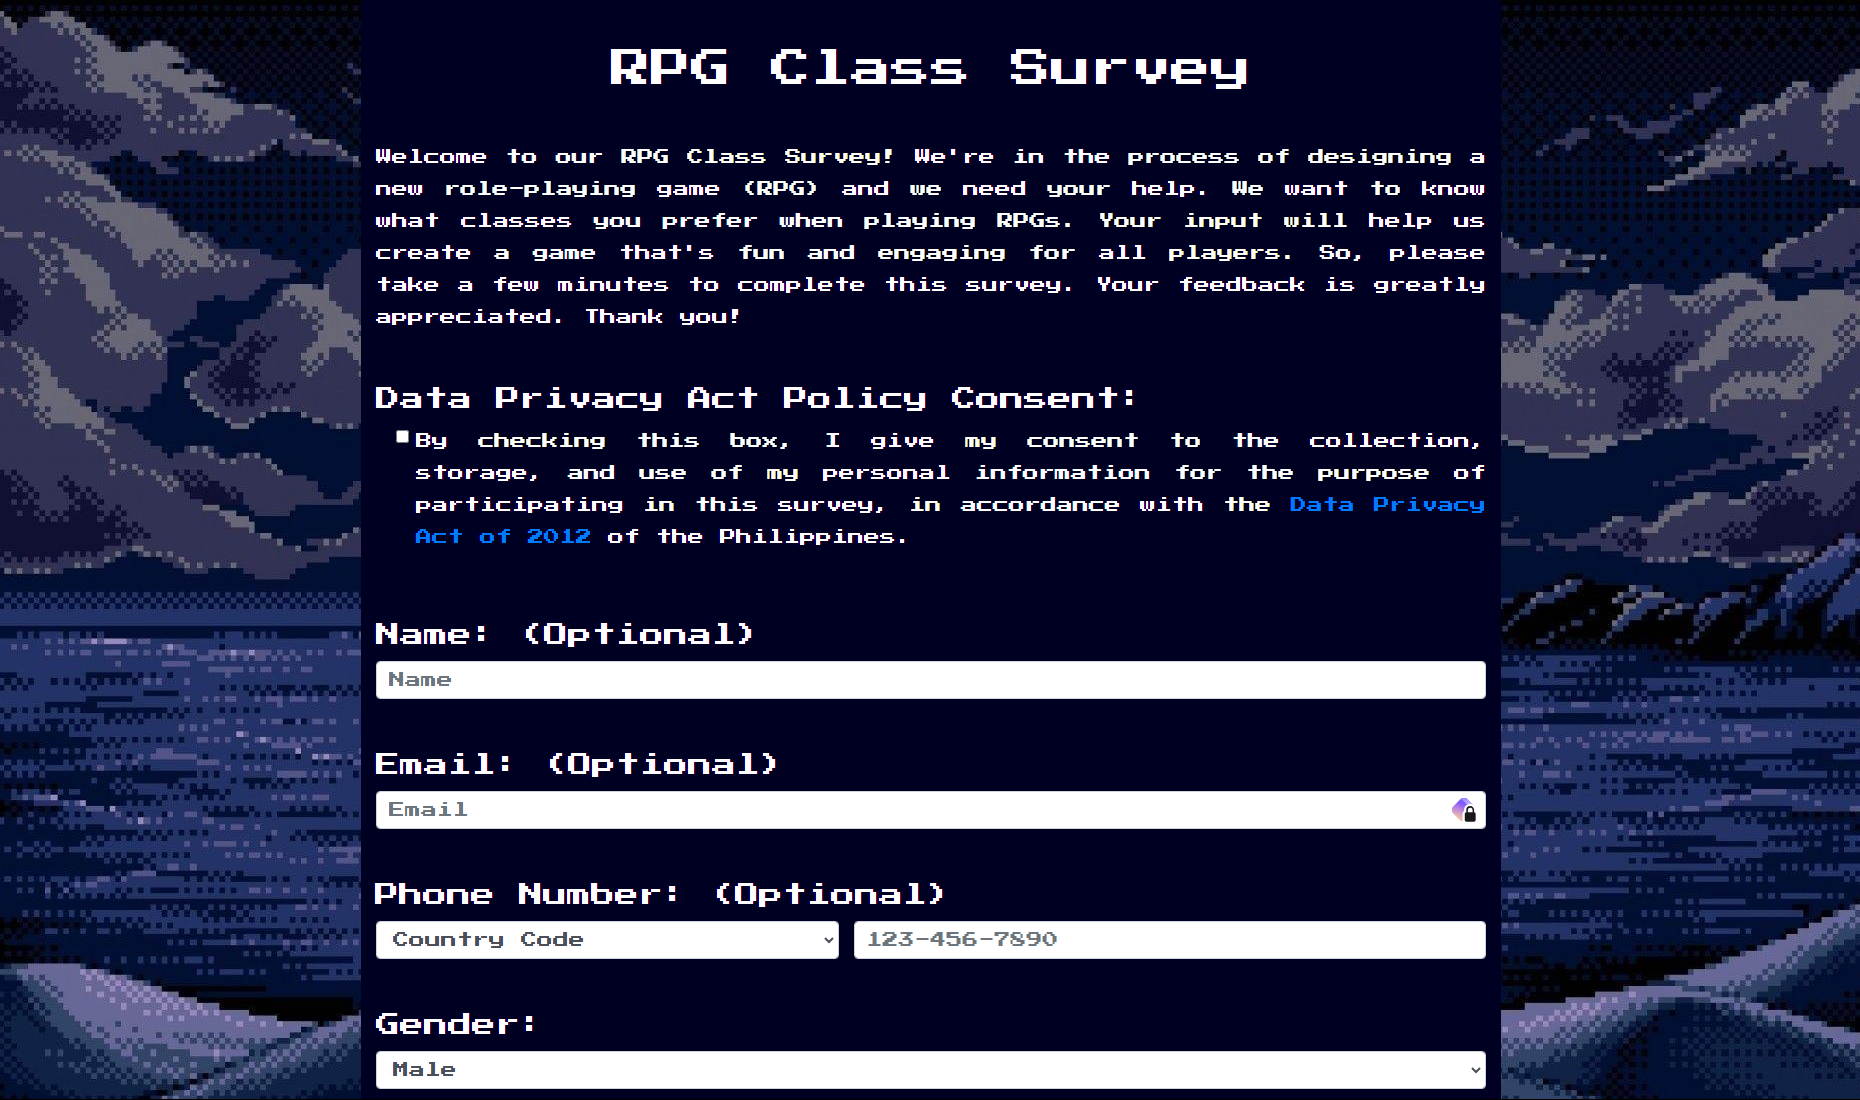 RPG Class Survey
Welcome to our RPG Class Survey! We're in the process of designing a
new role-playing game (RPG) and we need your help. We want to know
what classes you prefer when playing RPGs. Your input will help us
create a game that's fun and engaging for all players. So, please
take a few minutes to complete this survey. Your feedback is greatly
appreciated. Thank you!
Data Privacy Act Policy Consent:
By checking this box, I give my consent to the collection,
storage, and use of my personal information for the purpose of
participating in this survey, in accordance with the Data Privacy
Act of 2012 of the Philippines.
Name: (Optional)
Name
Email: (Optional)
Email
Phone Number: (Optional)
Country Code 123-456-7890
Gender:
Male